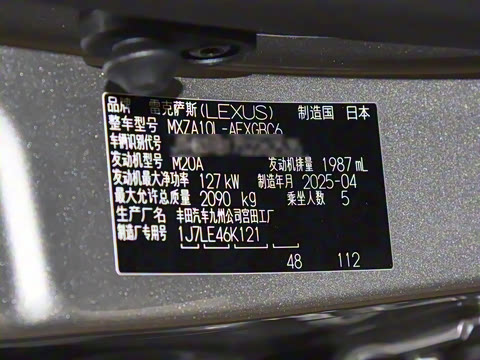 品牌 雷克萨斯(LEXUS) 制造国 日本
整车型号 MXZA10L-AEXGBC6
车辆识别代号
发动机型号 M20A 发动机排量 1987 mL
发动机最大净功率 127 kW 制造年月 2025-04
最大允许总质量 2090 kg 乘坐人数 5
生产厂名 丰田汽车九州公司宫田工厂
制造厂专用号 1J7LE46K121
48 112